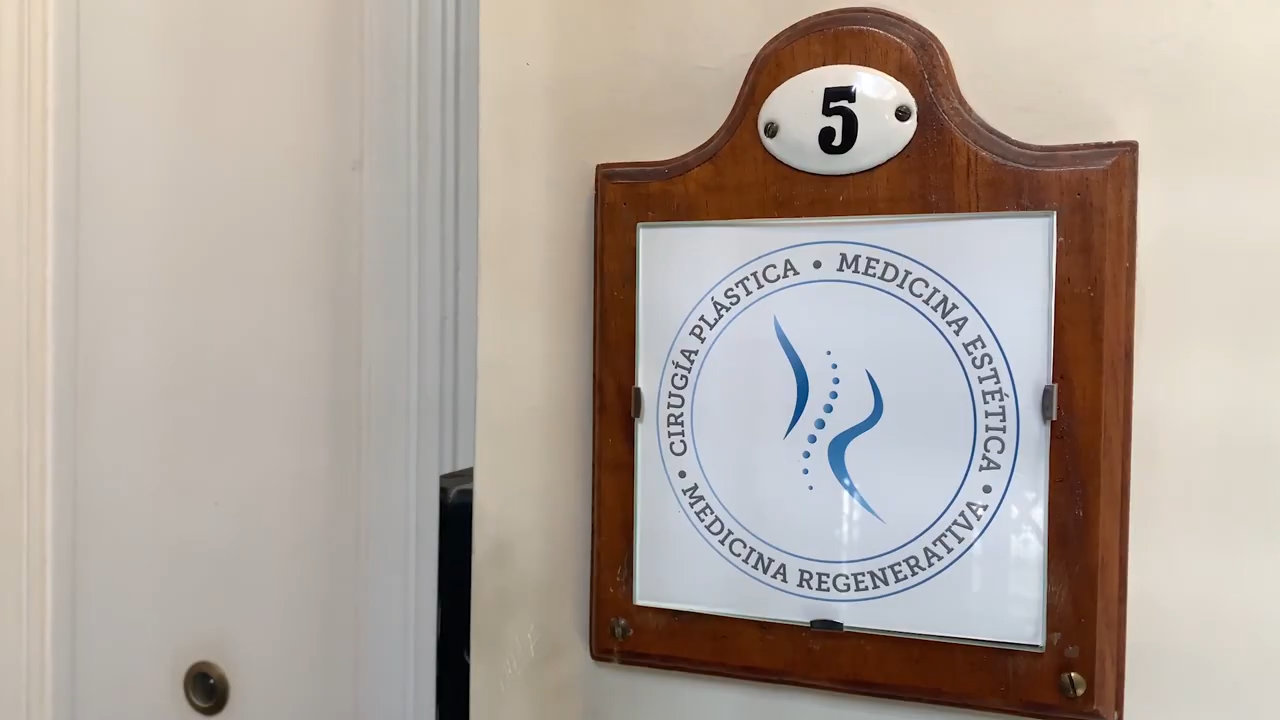 5
CIRUGÍA PLÁSTICA • MEDICINA ESTÉTICA • MEDICINA REGENERATIVA •